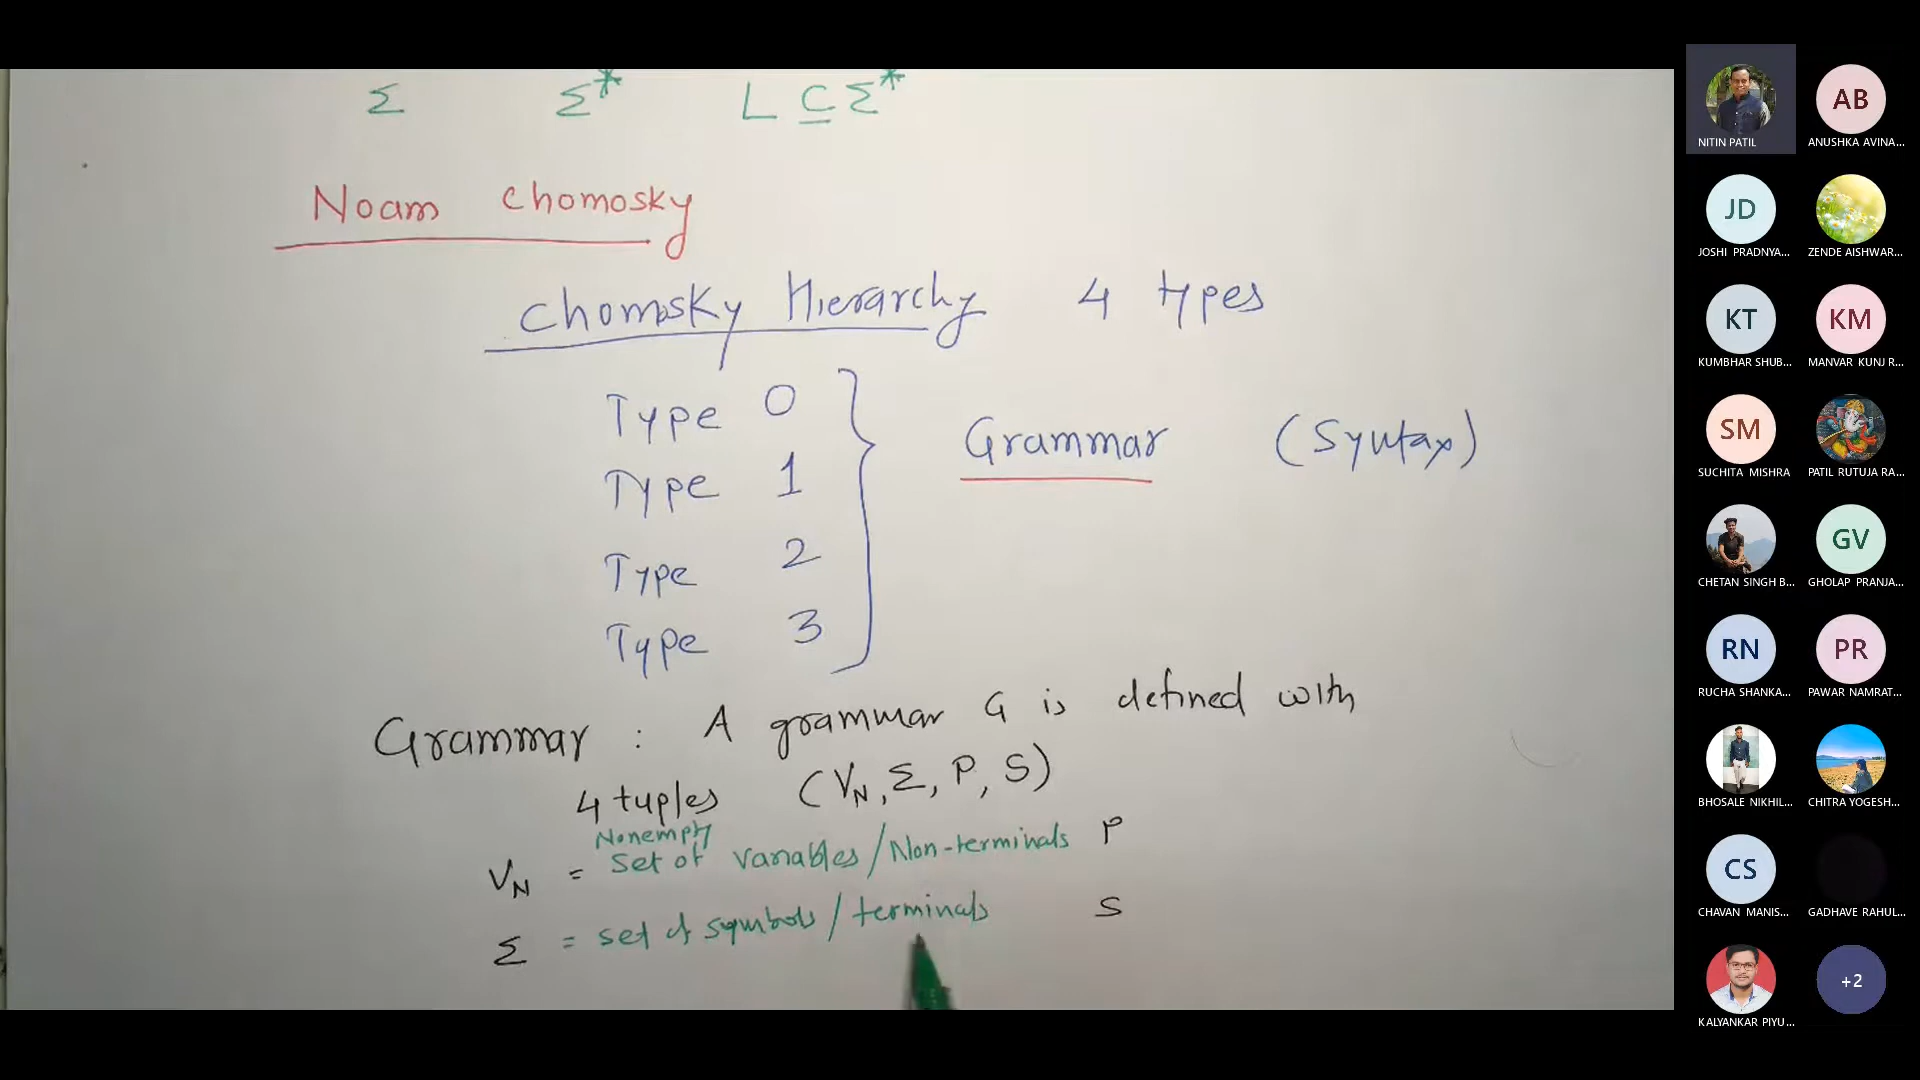 Σ Σ* L ⊆ Σ*
Noam Chomosky
Chomsky Hierarchy 4 types
Type 0
Type 1
Type 2
Type 3
Grammar (Syntax)
Grammar : A grammar G is defined with
4 tuples (V_N, Σ, P, S)
Nonempty
V_N = Set of variables/Non-terminals P
Σ = set of symbols/terminals S
NITIN PATIL
AB
ANUSHKA AVINA...
JD
JOSHI PRADNYA...
ZENDE AISHWAR...
KT
KUMBHAR SHUB...
KM
MANVAR KUNJ R...
SM
SUCHITA MISHRA
PATIL RUTUJA RA...
CHETAN SINGH B...
GV
GHOLAP PRANJA...
RN
RUCHA SHANKA...
PR
PAWAR NAMRAT...
BHOSALE NIKHIL...
CHITRA YOGESH...
CS
CHAVAN MANIS...
GADHAVE RAHUL...
KALYANKAR PIYU...
+2